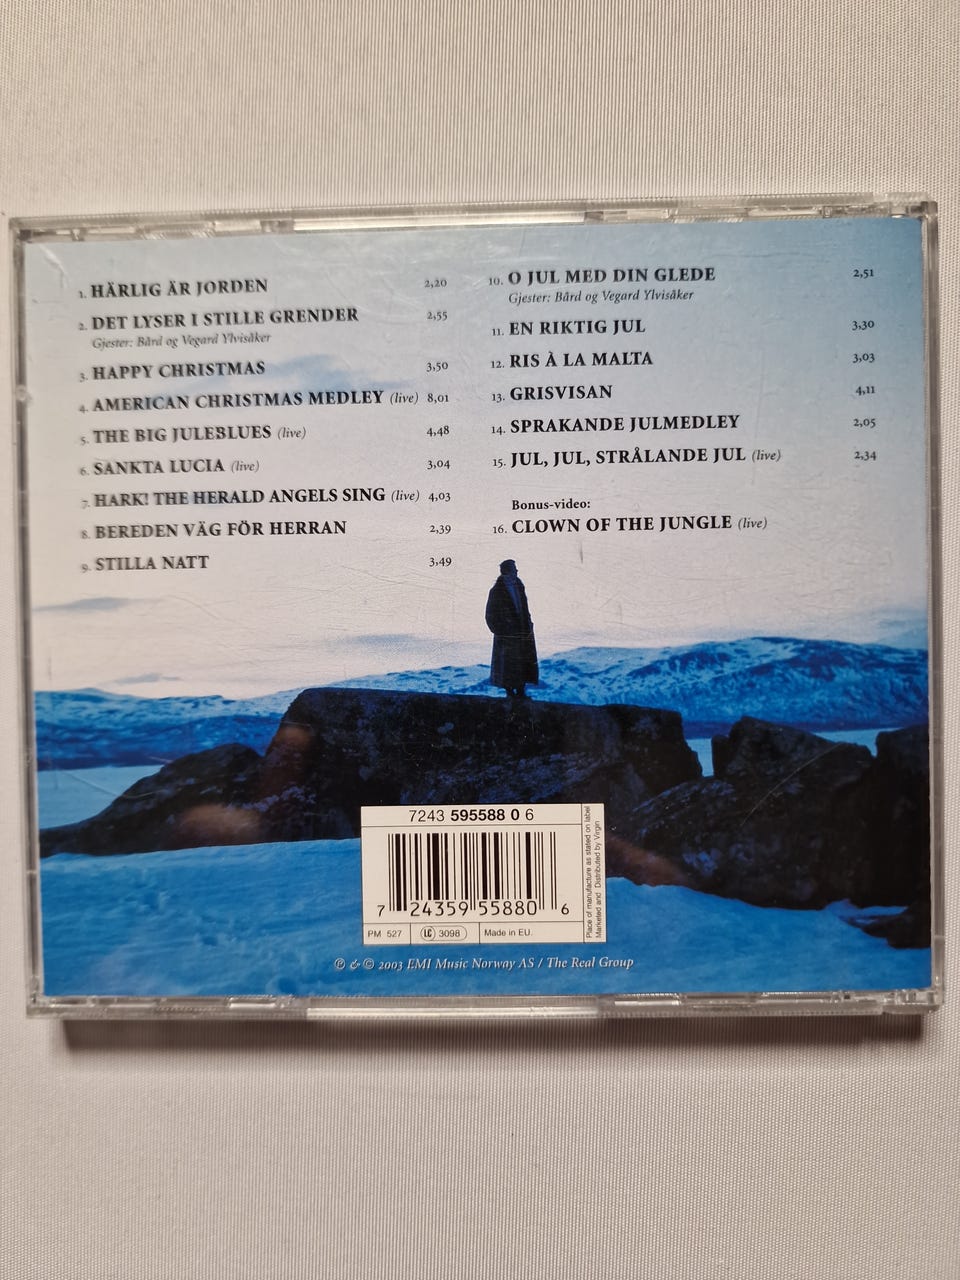 1. HÄRLIG ÄR JORDEN 2,20
2. DET LYSER I STILLE GRENDER 2,55
Gjester: Bård og Vegard Ylvisåker
3. HAPPY CHRISTMAS 3,50
4. AMERICAN CHRISTMAS MEDLEY (live) 8,01
5. THE BIG JULEBLUES (live) 4,48
6. SANKTA LUCIA (live) 3,04
7. HARK! THE HERALD ANGELS SING (live) 4,03
8. BEREDEN VÄG FÖR HERRAN 2,39
9. STILLA NATT 3,49
10. O JUL MED DIN GLEDE 2,51
Gjester: Bård og Vegard Ylvisåker
11. EN RIKTIG JUL 3,30
12. RIS À LA MALTA 3,03
13. GRISVISAN 4,11
14. SPRAKANDE JULMEDLEY 2,05
15. JUL, JUL, STRÅLANDE JUL (live) 2,34
Bonus-video:
16. CLOWN OF THE JUNGLE (live)
7243 595588 0 6
7 24359 55880 6
PM 527 LC 3098 Made in EU.
Place of manufacture as stated on label
Marketed and Distributed by Virgin
℗ & © 2003 EMI Music Norway AS / The Real Group